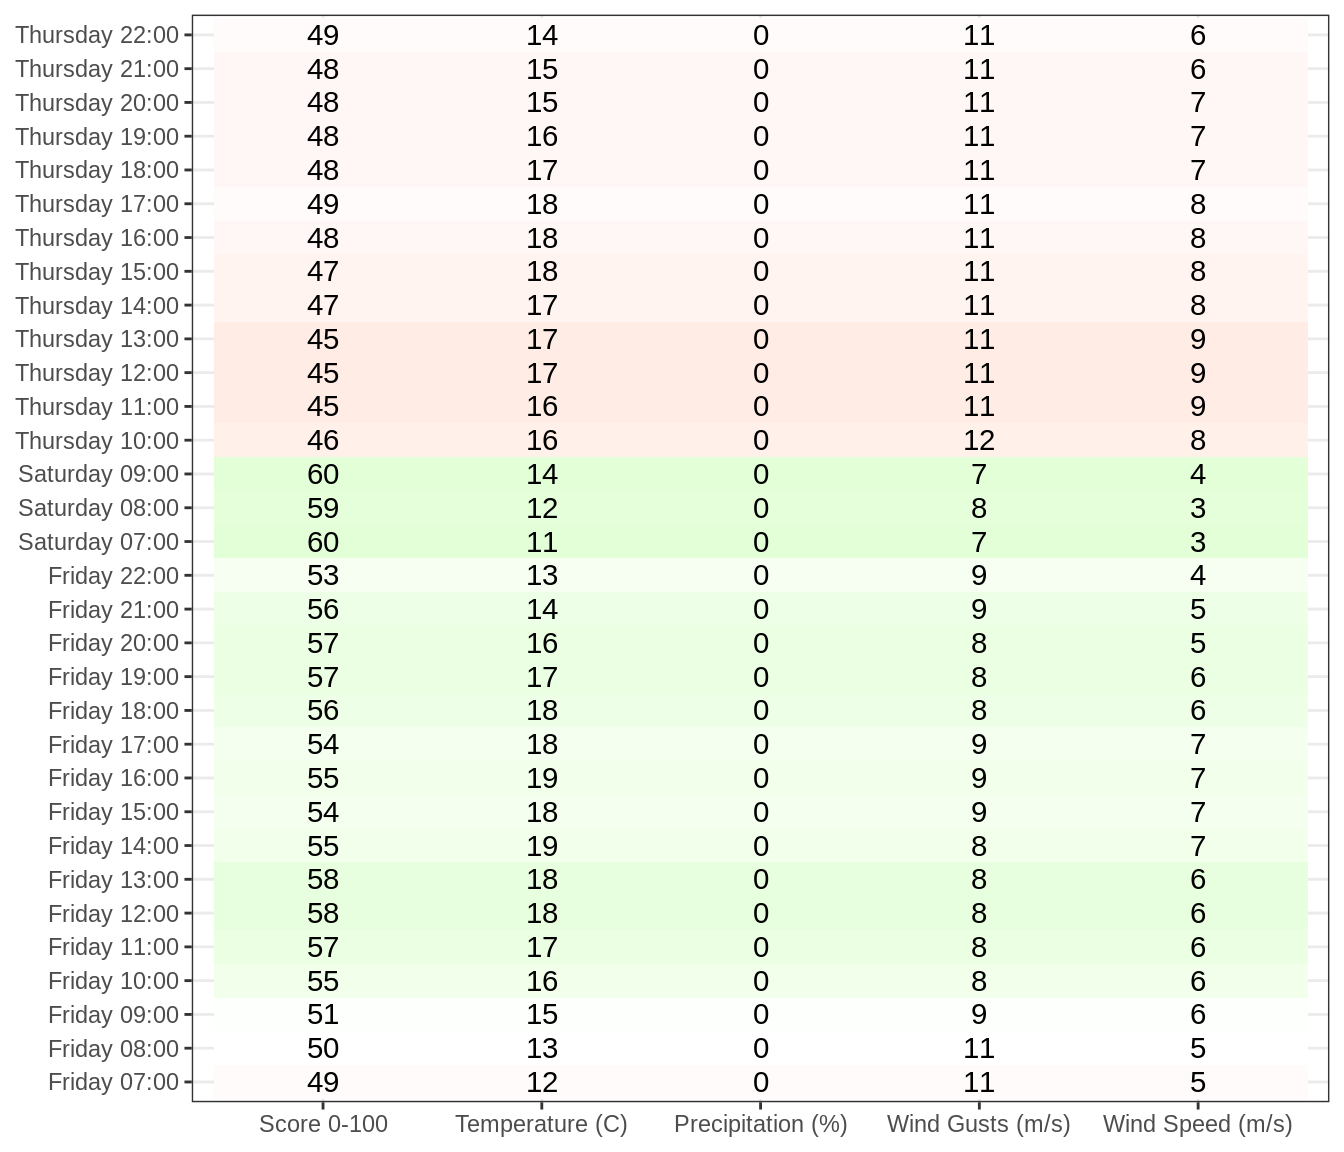 Thursday 22:00 49 14 0 11 6
Thursday 21:00 48 15 0 11 6
Thursday 20:00 48 15 0 11 7
Thursday 19:00 48 16 0 11 7
Thursday 18:00 48 17 0 11 7
Thursday 17:00 49 18 0 11 8
Thursday 16:00 48 18 0 11 8
Thursday 15:00 47 18 0 11 8
Thursday 14:00 47 17 0 11 8
Thursday 13:00 45 17 0 11 9
Thursday 12:00 45 17 0 11 9
Thursday 11:00 45 16 0 11 9
Thursday 10:00 46 16 0 12 8
Saturday 09:00 60 14 0 7 4
Saturday 08:00 59 12 0 8 3
Saturday 07:00 60 11 0 7 3
Friday 22:00 53 13 0 9 4
Friday 21:00 56 14 0 9 5
Friday 20:00 57 16 0 8 5
Friday 19:00 57 17 0 8 6
Friday 18:00 56 18 0 8 6
Friday 17:00 54 18 0 9 7
Friday 16:00 55 19 0 9 7
Friday 15:00 54 18 0 9 7
Friday 14:00 55 19 0 8 7
Friday 13:00 58 18 0 8 6
Friday 12:00 58 18 0 8 6
Friday 11:00 57 17 0 8 6
Friday 10:00 55 16 0 8 6
Friday 09:00 51 15 0 9 6
Friday 08:00 50 13 0 11 5
Friday 07:00 49 12 0 11 5
Score 0-100 Temperature (C) Precipitation (%) Wind Gusts (m/s) Wind Speed (m/s)